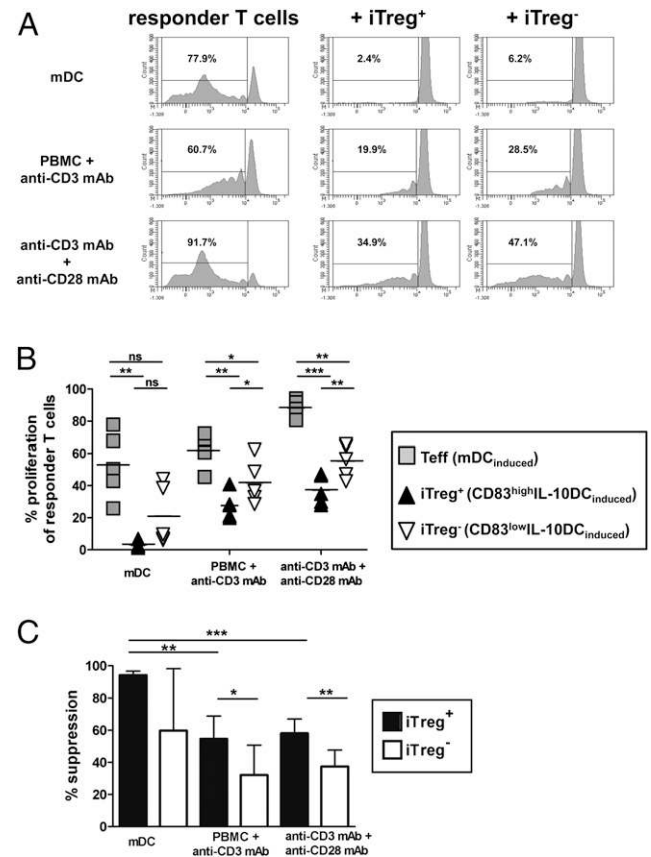 A
responder T cells
+ iTreg+
+ iTreg-
mDC
77.9%
2.4%
6.2%
PBMC +
anti-CD3 mAb
60.7%
19.9%
28.5%
anti-CD3 mAb
+
anti-CD28 mAb
91.7%
34.9%
47.1%
Count
B
% proliferation
of responder T cells
100
80
60
40
20
0
ns
**
ns
*
**
*
**
***
**
mDC
PBMC +
anti-CD3 mAb
anti-CD3 mAb +
anti-CD28 mAb
Teff (mDCinduced)
iTreg+ (CD83highIL-10DCinduced)
iTreg- (CD83lowIL-10DCinduced)
C
% suppression
100
80
60
40
20
0
***
**
*
**
mDC
PBMC +
anti-CD3 mAb
anti-CD3 mAb +
anti-CD28 mAb
iTreg+
iTreg-